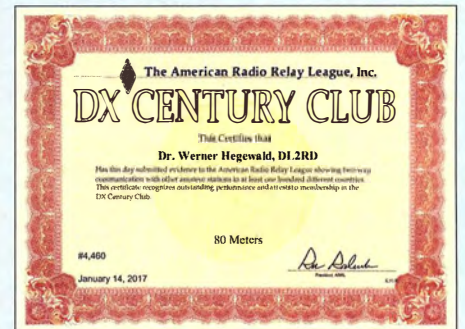 The American Radio Relay League, Inc.
DX CENTURY CLUB
This Certifies that
Dr. Werner Hegewald, DL2RD
Has this day submitted evidence to the American Radio Relay League showing two-way
communication with other amateur stations in at least one hundred different countries.
This certificate recognizes outstanding performance and attests to membership in the
DX Century Club.
80 Meters
#4,460
January 14, 2017
President ARRL